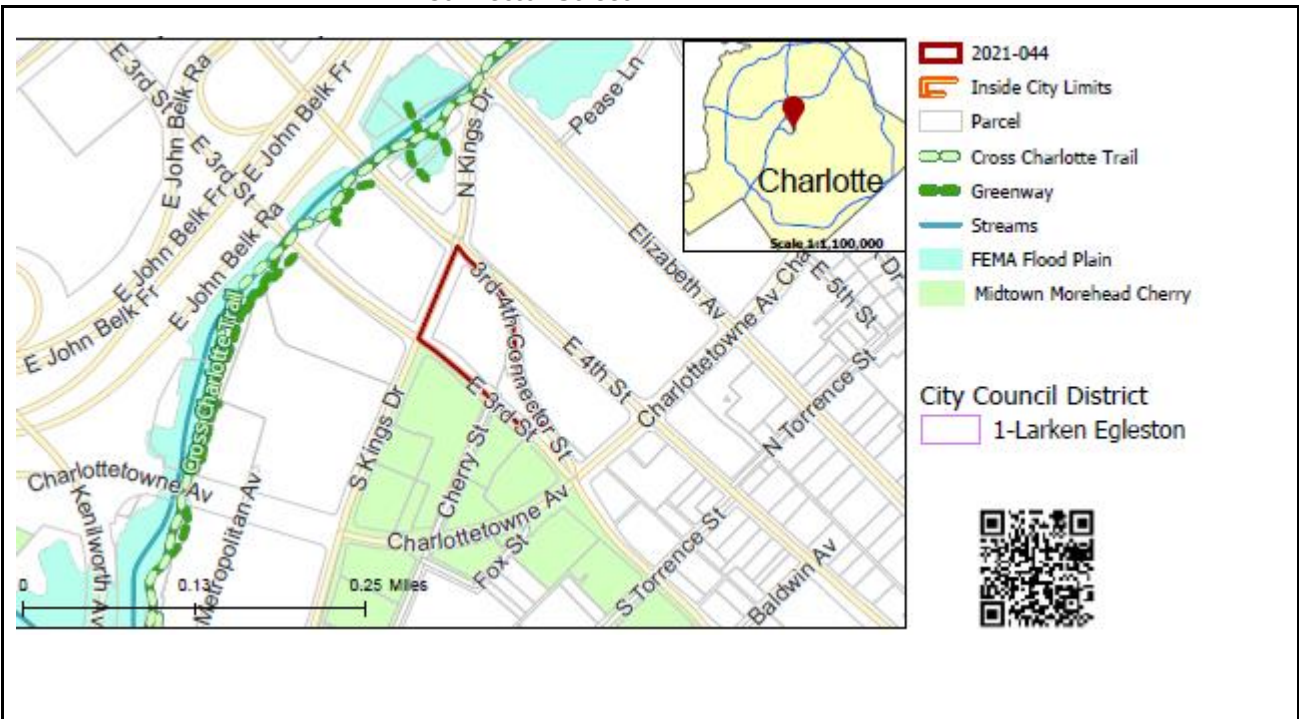 2021-044
Inside City Limits
Parcel
Cross Charlotte Trail
Greenway
Streams
FEMA Flood Plain
Midtown Morehead Cherry
City Council District
1-Larken Egleston
Charlotte
Scale 1:1,100,000
E 3rd St
E John Belk Ra
E John Belk Fr
E 3rd St
E John Belk Fr
E John Belk Ra
E John Belk Fr
E John Belk Fr
N Kings Dr
Pease Ln
Elizabeth Av
3rd-4th Connector St
E 4th St
Charlottetowne Av
Cha
E 5th St
N Torrence St
Cross Charlotte Trail
E 3rd St
S Kings Dr
Cherry St
Charlottetowne Av
Charlottetowne Av
Kenilworth Av
Metropolitan Av
Fox St
S Torrence St
Baldwin Av
0 0.13 0.25 Miles